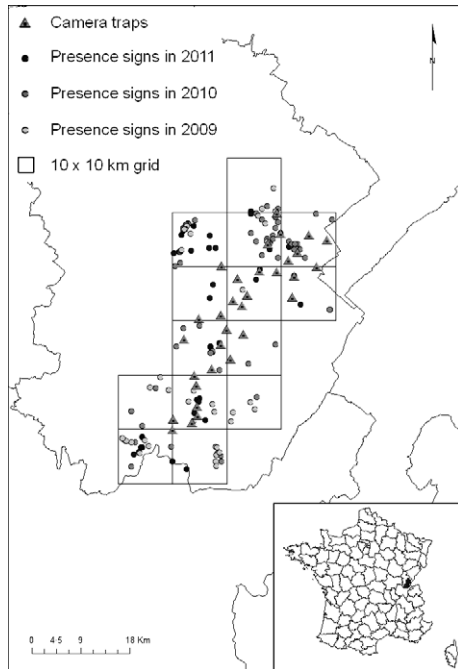 Camera traps
Presence signs in 2011
N
Presence signs in 2010
Presence signs in 2009
10 x 10 km grid
0 4.5 9 18 Km